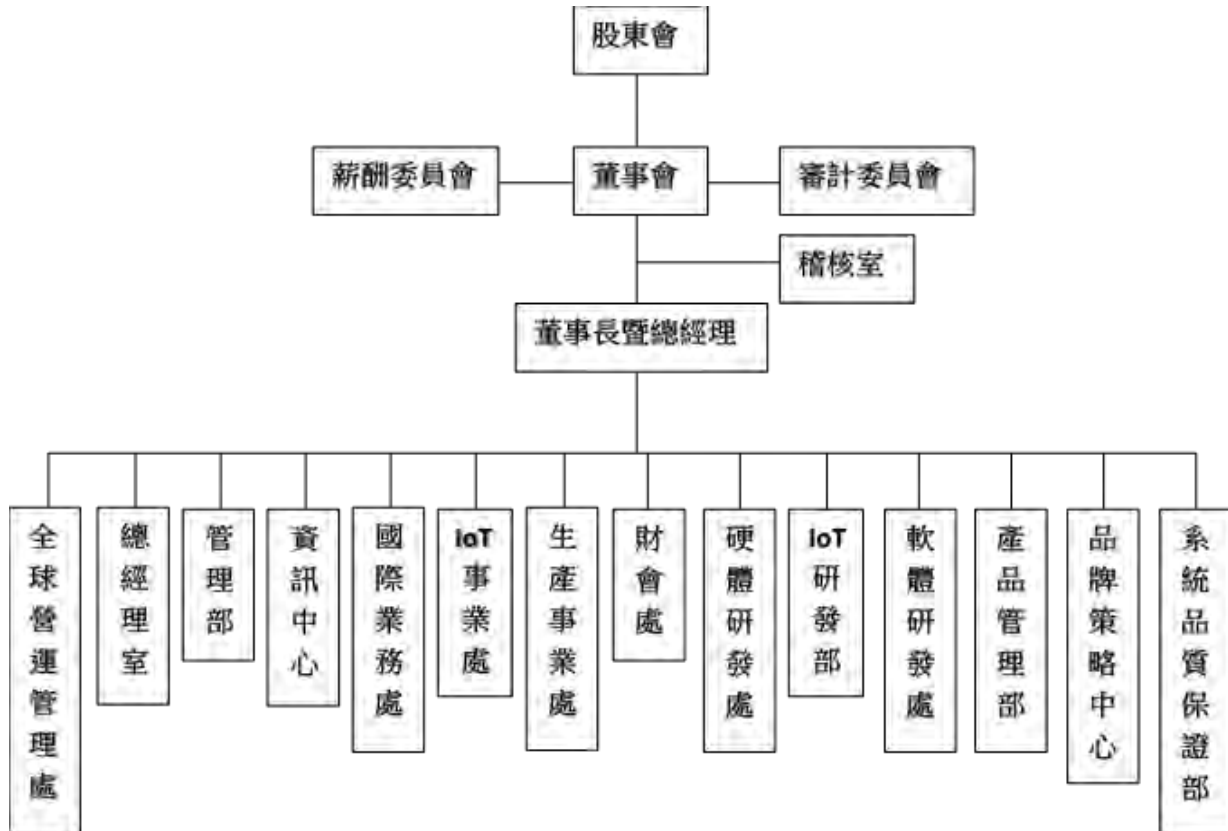 股東會
薪酬委員會
董事會
審計委員會
稽核室
董事長暨總經理
全球營運管理處
總經理室
管理部
資訊中心
國際業務處
IoT事業處
生產事業處
財會處
硬體研發處
IoT研發部
軟體研發處
產品管理部
品牌策略中心
系統品質保證部